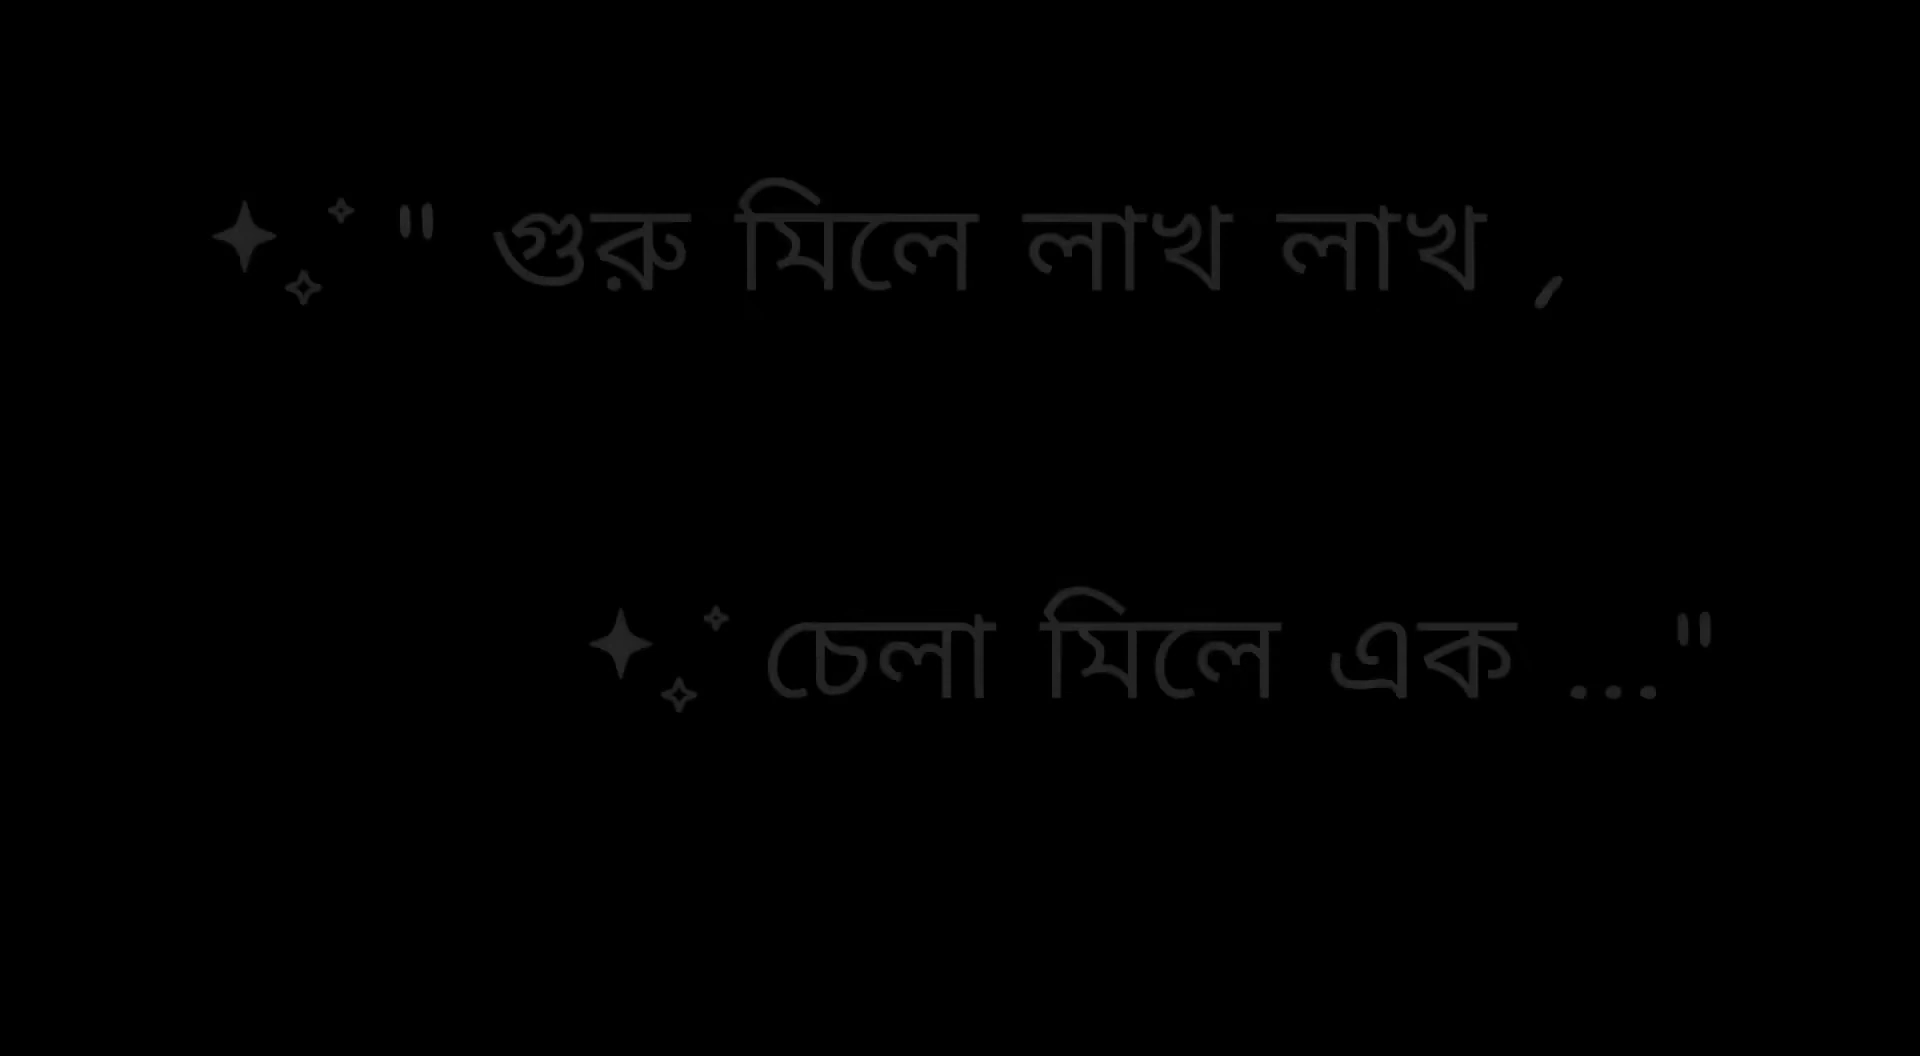 " গুরু মিলে লাখ লাখ ,
চেলা মিলে এক ..."